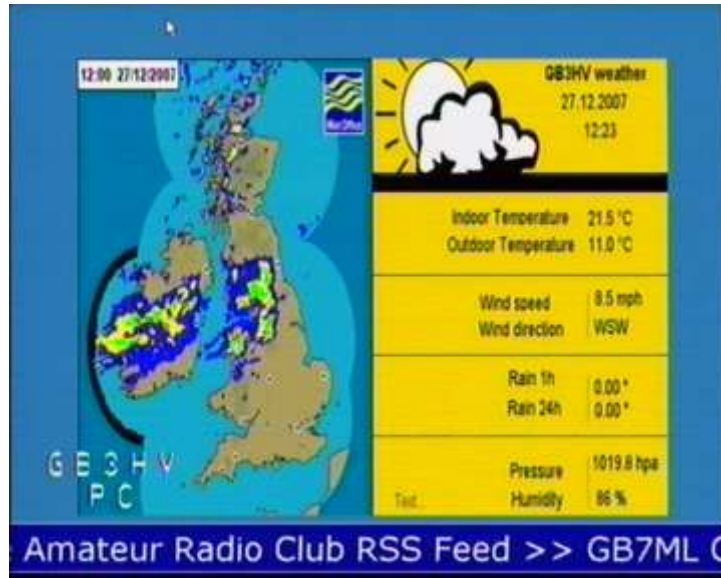 12:00 27/12/2007
Met Office
GB3HV weather
27.12.2007
12:23
Indoor Temperature 21.5 °C
Outdoor Temperature 11.0 °C
Wind speed 8.5 mph
Wind direction WSW
Rain 1h 0.00 "
Rain 24h 0.00 "
Pressure 1019.8 hpa
Humidity 86 %
GB3HV
PC
Amateur Radio Club RSS Feed >> GB7ML